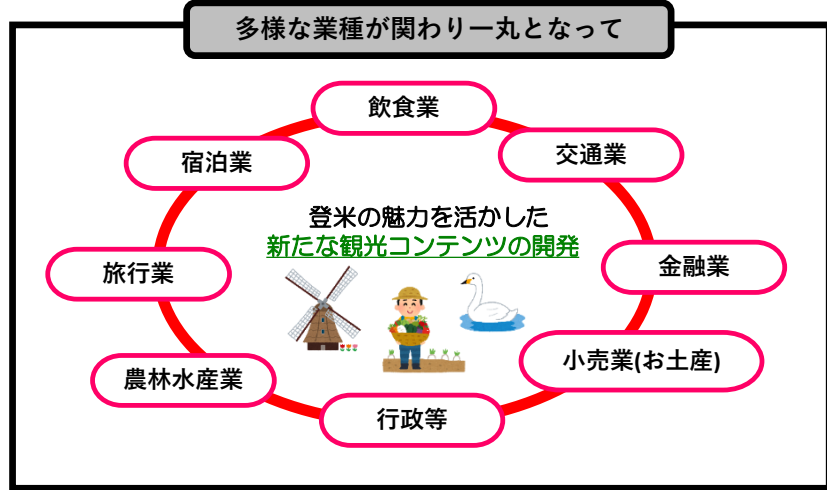 多様な業種が関わり一丸となって
飲食業
宿泊業
交通業
登米の魅力を活かした
新たな観光コンテンツの開発
旅行業
金融業
農林水産業
小売業(お土産)
行政等